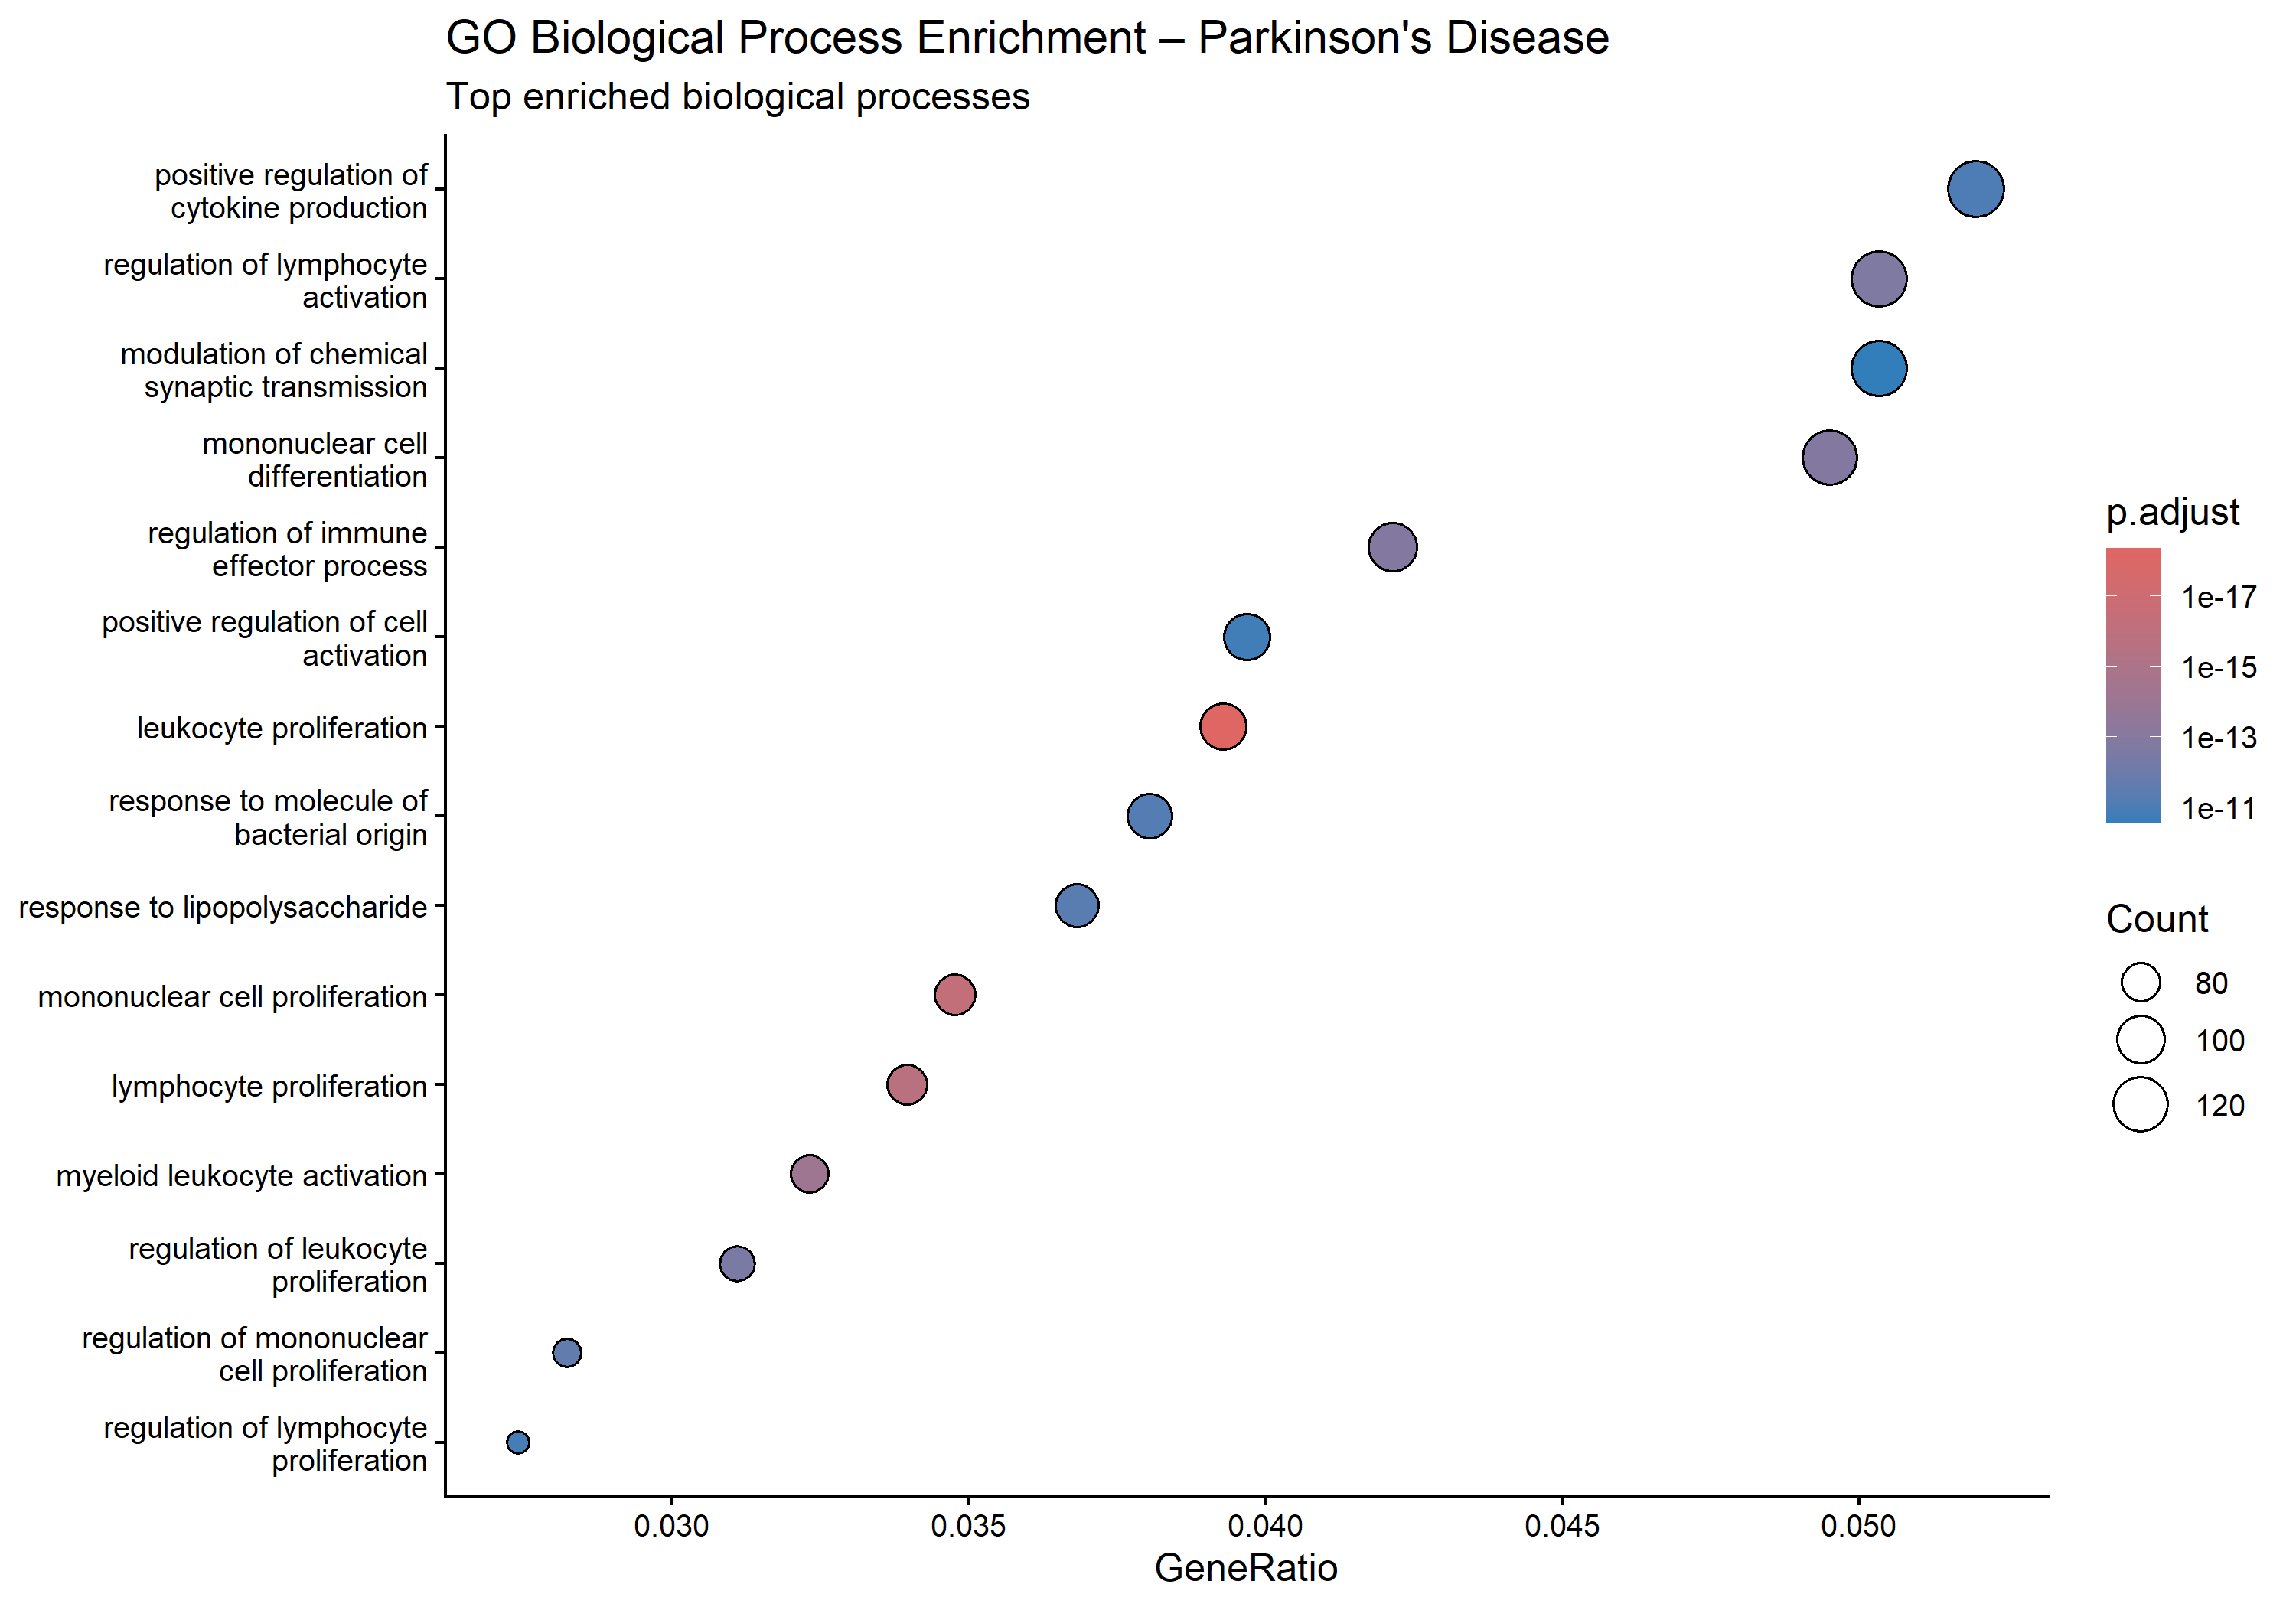 GO Biological Process Enrichment – Parkinson's Disease
Top enriched biological processes
positive regulation of
cytokine production
regulation of lymphocyte
activation
modulation of chemical
synaptic transmission
mononuclear cell
differentiation
regulation of immune
effector process
positive regulation of cell
activation
leukocyte proliferation
response to molecule of
bacterial origin
response to lipopolysaccharide
mononuclear cell proliferation
lymphocyte proliferation
myeloid leukocyte activation
regulation of leukocyte
proliferation
regulation of mononuclear
cell proliferation
regulation of lymphocyte
proliferation
0.030
0.035
0.040
0.045
0.050
GeneRatio
p.adjust
1e-17
1e-15
1e-13
1e-11
Count
80
100
120